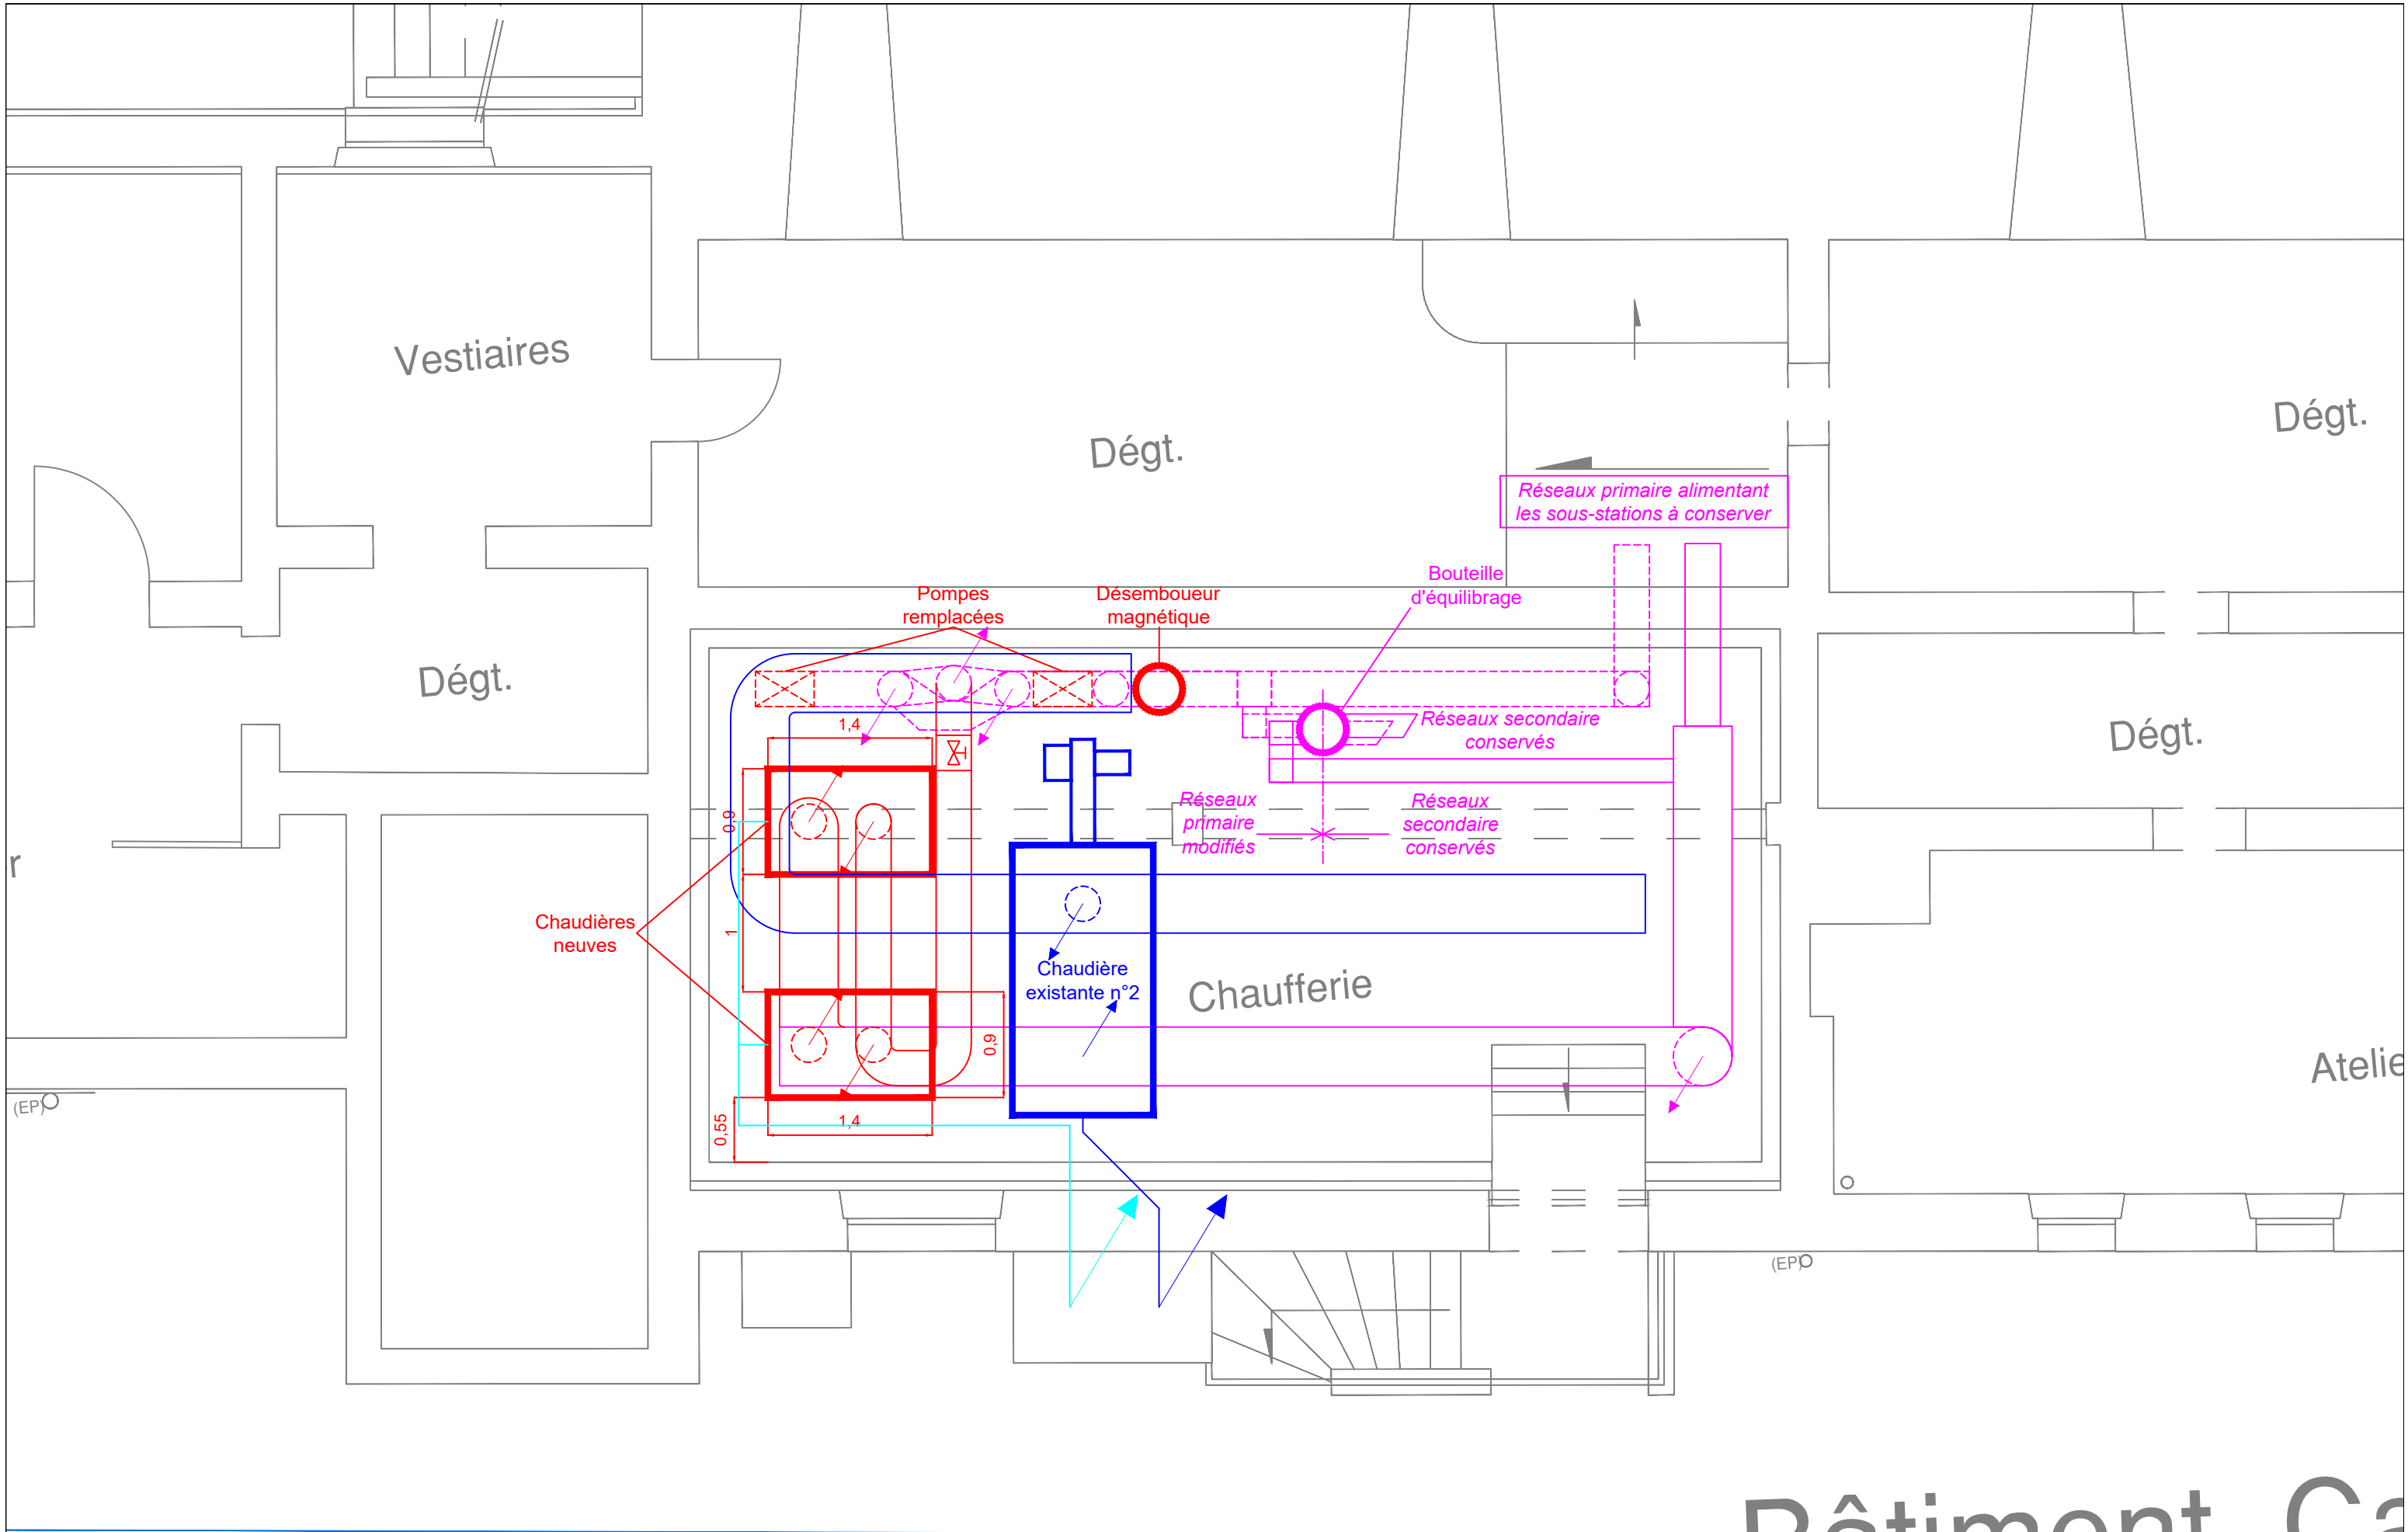 Vestiaires
Dégt.
Dégt.
Réseaux primaire alimentant
les sous-stations à conserver
Bouteille
d'équilibrage
Pompes
remplacées
Désemboueur
magnétique
Dégt.
1,4
Réseaux secondaire
conservés
Dégt.
0,9
Réseaux
primaire
modifiés
Réseaux
secondaire
conservés
r
Chaudières
neuves
1
Chaudière
existante n°2
Chaufferie
0,9
Atelie
(EP)
0,55
1,4
(EP)
Bâtiment Ca